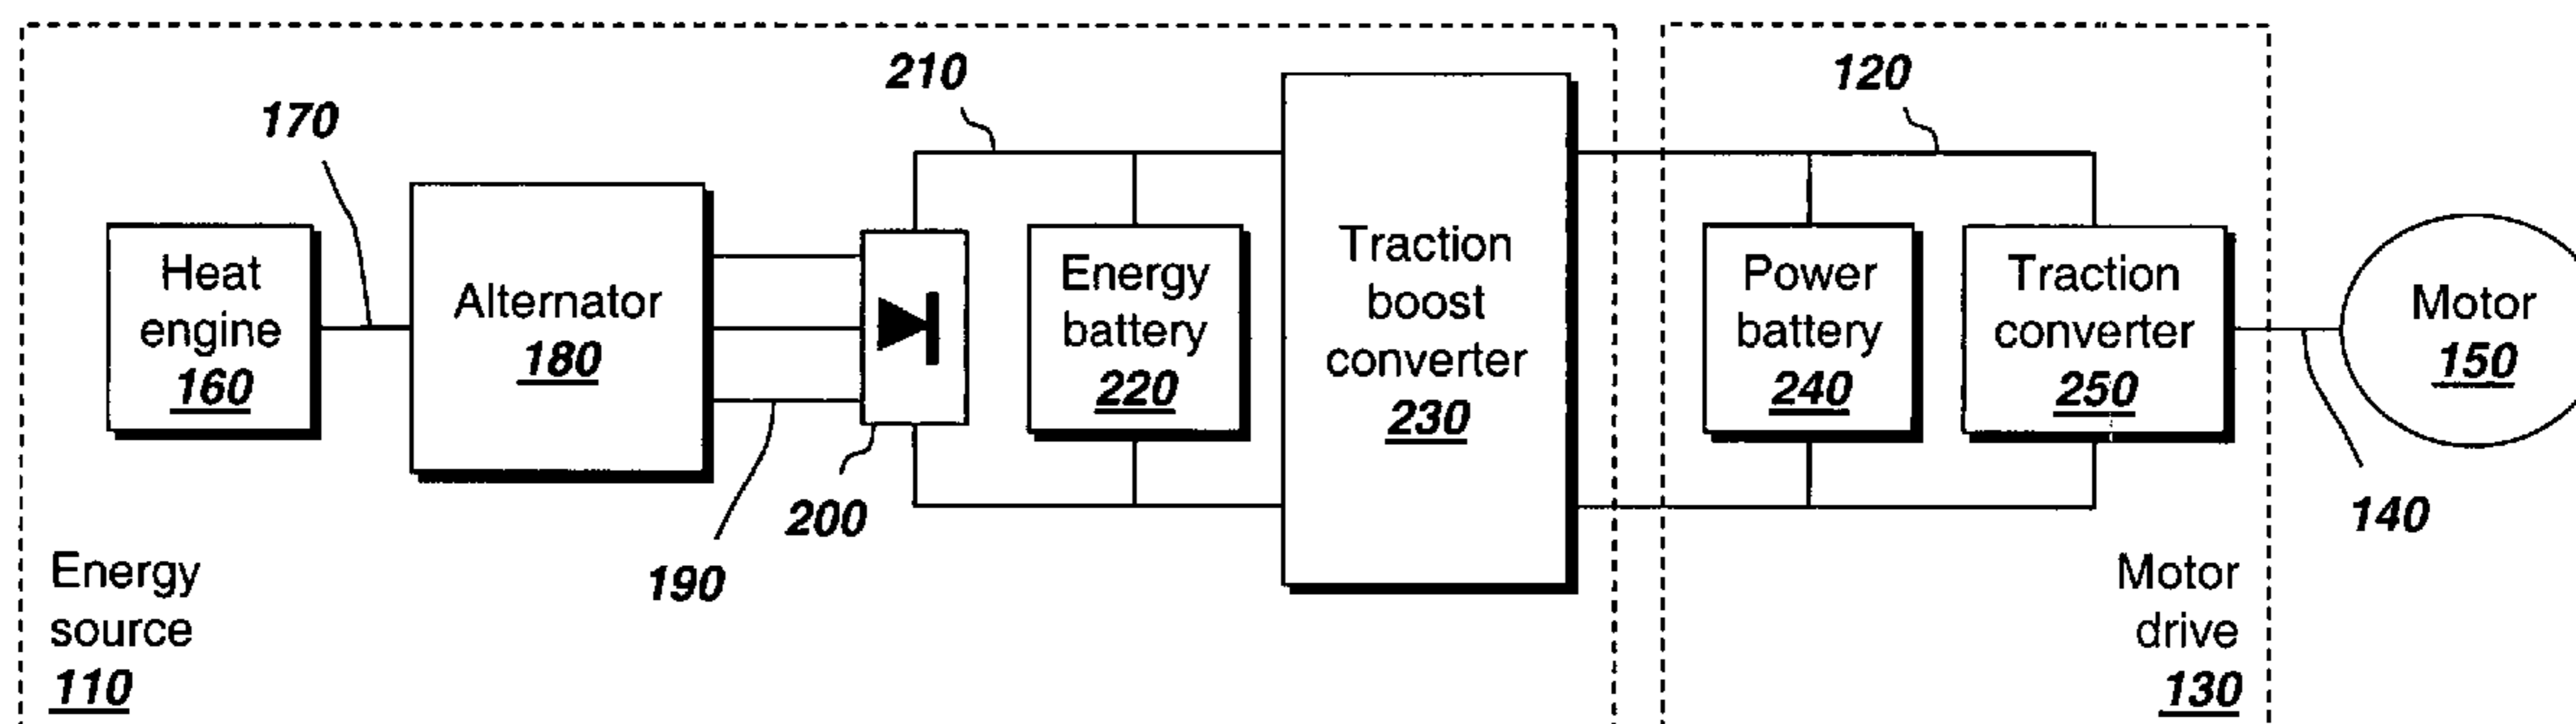 210
120
170
Heat
engine
160
Alternator
180
Energy
battery
220
Traction
boost
converter
230
Power
battery
240
Traction
converter
250
Motor
150
200
190
140
Energy
source
110
Motor
drive
130